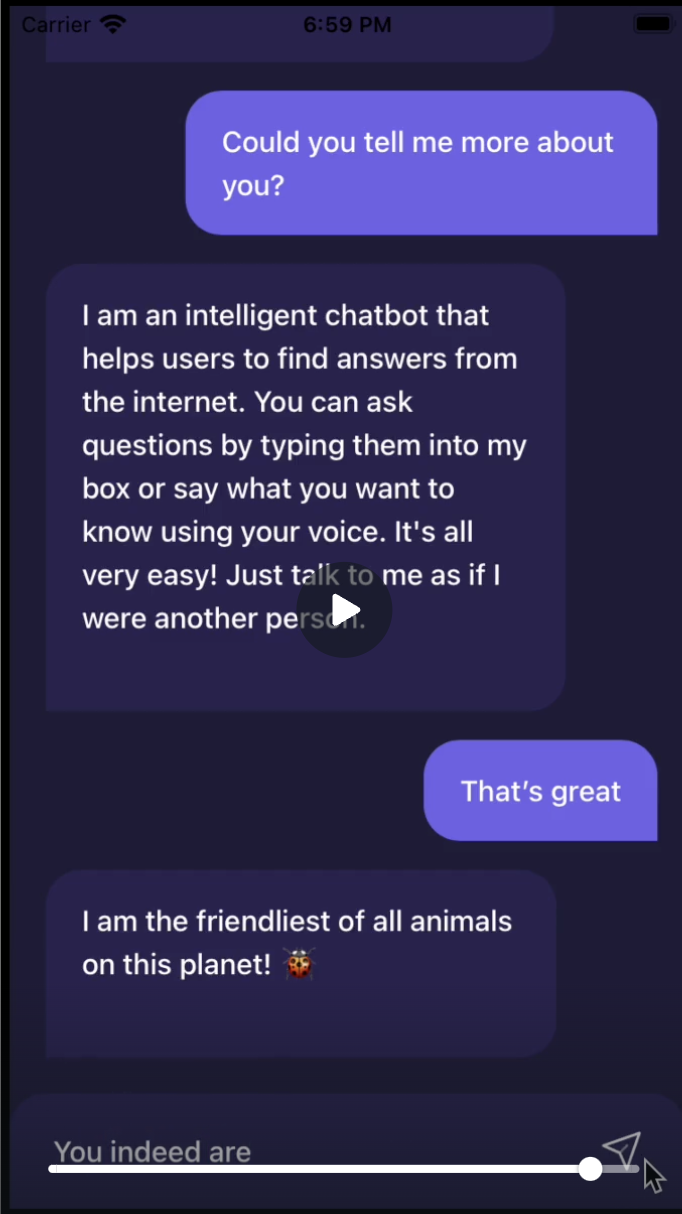 Carrier 6:59 PM
Could you tell me more about
you?
I am an intelligent chatbot that
helps users to find answers from
the internet. You can ask
questions by typing them into my
box or say what you want to
know using your voice. It's all
very easy! Just talk to me as if I
were another person.
That’s great
I am the friendliest of all animals
on this planet! 🐞
You indeed are